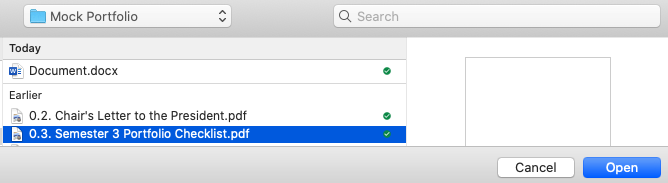 Mock Portfolio
Search
Today
Document.docx
Earlier
0.2. Chair's Letter to the President.pdf
0.3. Semester 3 Portfolio Checklist.pdf
Cancel
Open